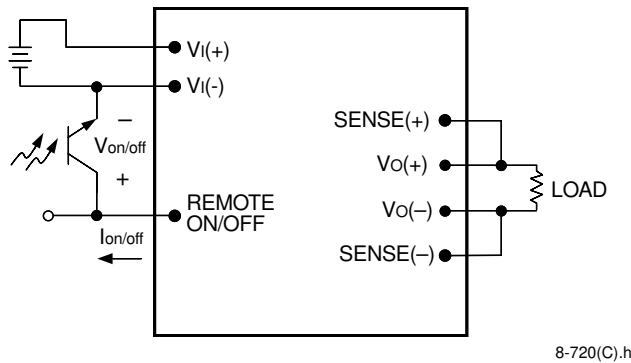 VI(+)
VI(-)
SENSE(+)
–
Von/off
+
VO(+)
LOAD
REMOTE
ON/OFF
VO(–)
Ion/off
SENSE(–)
8-720(C).h